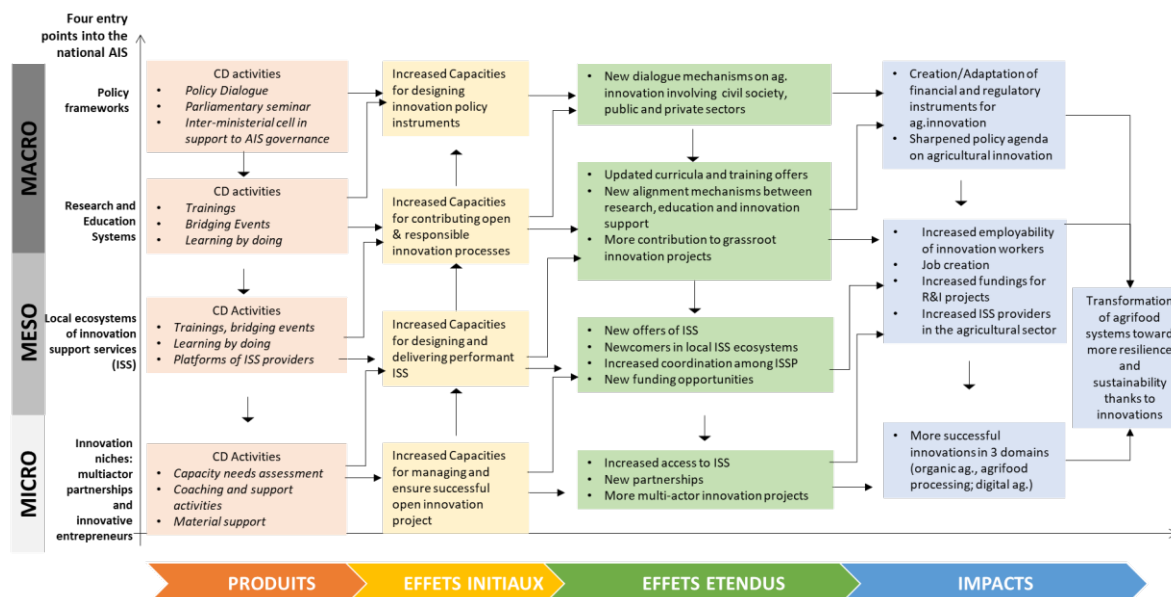 Four entry
points into the
national AIS
MACRO
MESO
MICRO
Policy
frameworks
Research and
Education
Systems
Local ecosystems
of innovation
support services
(ISS)
Innovation
niches:
multiactor
partnerships
and
innovative
entrepreneurs
CD activities
• Policy Dialogue
• Parliamentary seminar
• Inter-ministerial cell in
support to AIS governance
CD activities
• Trainings
• Bridging Events
• Learning by doing
CD Activities
• Trainings, bridging events
• Learning by doing
• Platforms of ISS providers
CD Activities
• Capacity needs assessment
• Coaching and support
activities
• Material support
Increased Capacities
for designing
innovation policy
instruments
Increased Capacities
for contributing open
& responsible
innovation processes
Increased Capacities
for designing and
delivering performant
ISS
Increased Capacities
for managing and
ensure successful
open innovation
project
• New dialogue mechanisms on ag.
innovation involving civil society,
public and private sectors
• Updated curricula and training offers
• New alignment mechanisms between
research, education and innovation
support
• More contribution to grassroot
innovation projects
• New offers of ISS
• Newcomers in local ISS ecosystems
• Increased coordination among ISSP
• New funding opportunities
• Increased access to ISS
• New partnerships
• More multi-actor innovation projects
• Creation/Adaptation of
financial and regulatory
instruments for
ag.innovation
• Sharpened policy agenda
on agricultural innovation
• Increased employability
of innovation workers
• Job creation
• Increased fundings for
R&I projects
• Increased ISS providers
in the agricultural sector
• More successful
innovations in 3 domains
(organic ag., agrifood
processing; digital ag.)
Transformation
of agrifood
systems toward
more resilience
and
sustainability
thanks to
innovations
PRODUITS
EFFETS INITIAUX
EFFETS ETENDUS
IMPACTS